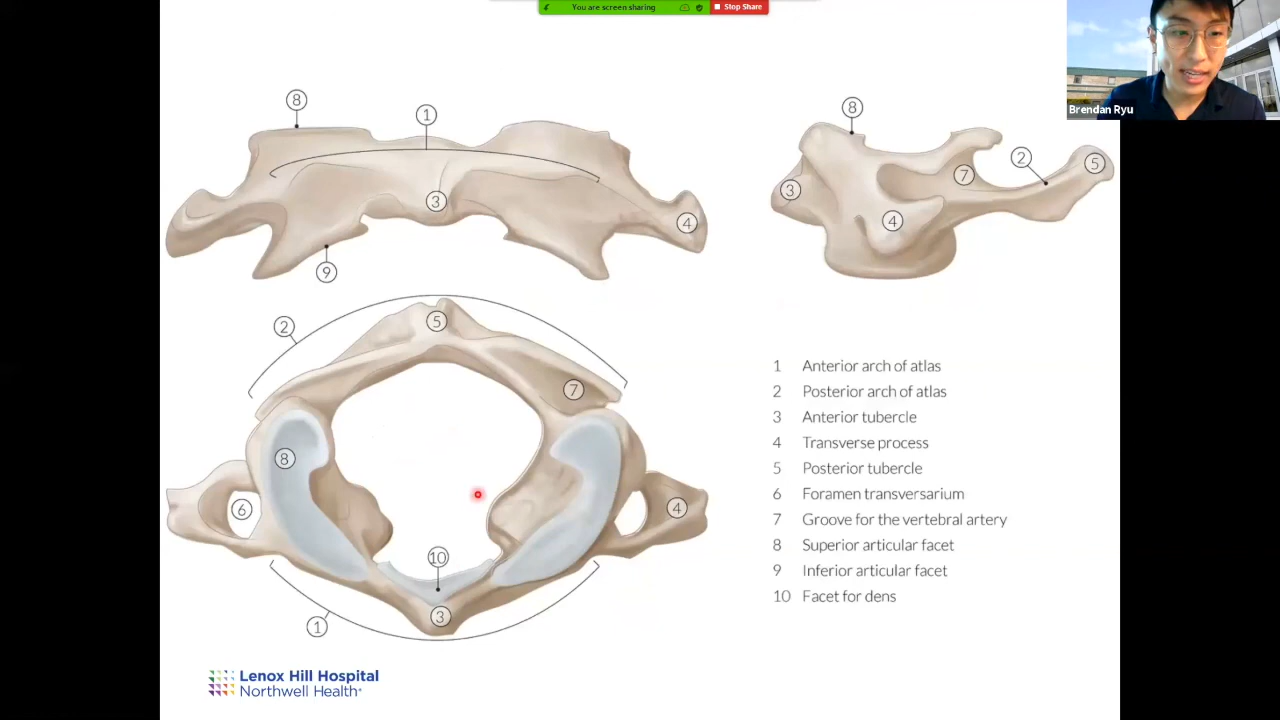 You are screen sharing
Stop Share
Brendan Ryu
8
1
3
4
9
8
3
4
7
2
5
2
5
7
8
6
4
10
3
1
1 Anterior arch of atlas
2 Posterior arch of atlas
3 Anterior tubercle
4 Transverse process
5 Posterior tubercle
6 Foramen transversarium
7 Groove for the vertebral artery
8 Superior articular facet
9 Inferior articular facet
10 Facet for dens
Lenox Hill Hospital
Northwell Health